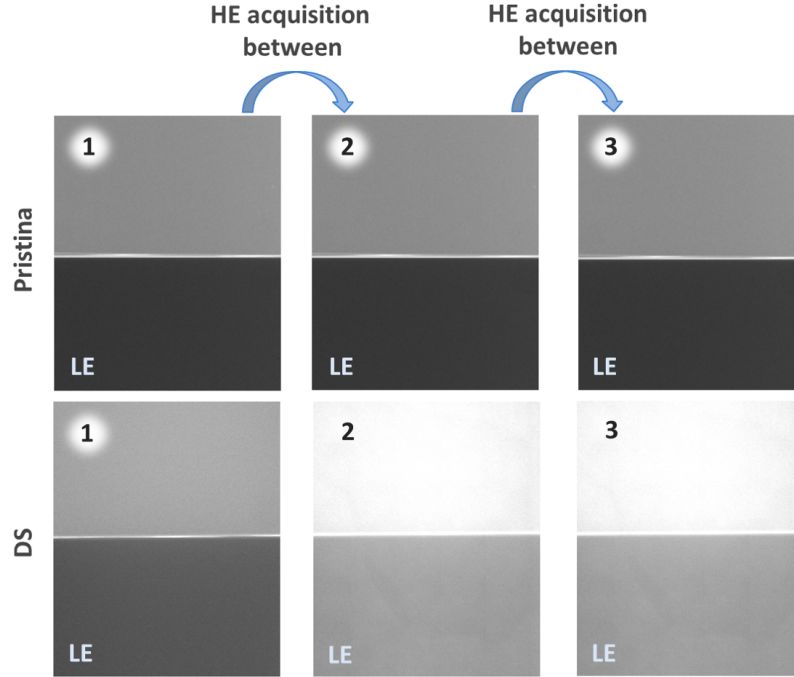 HE acquisition
between
HE acquisition
between
Pristina
1
LE
2
LE
3
LE
DS
1
LE
2
LE
3
LE